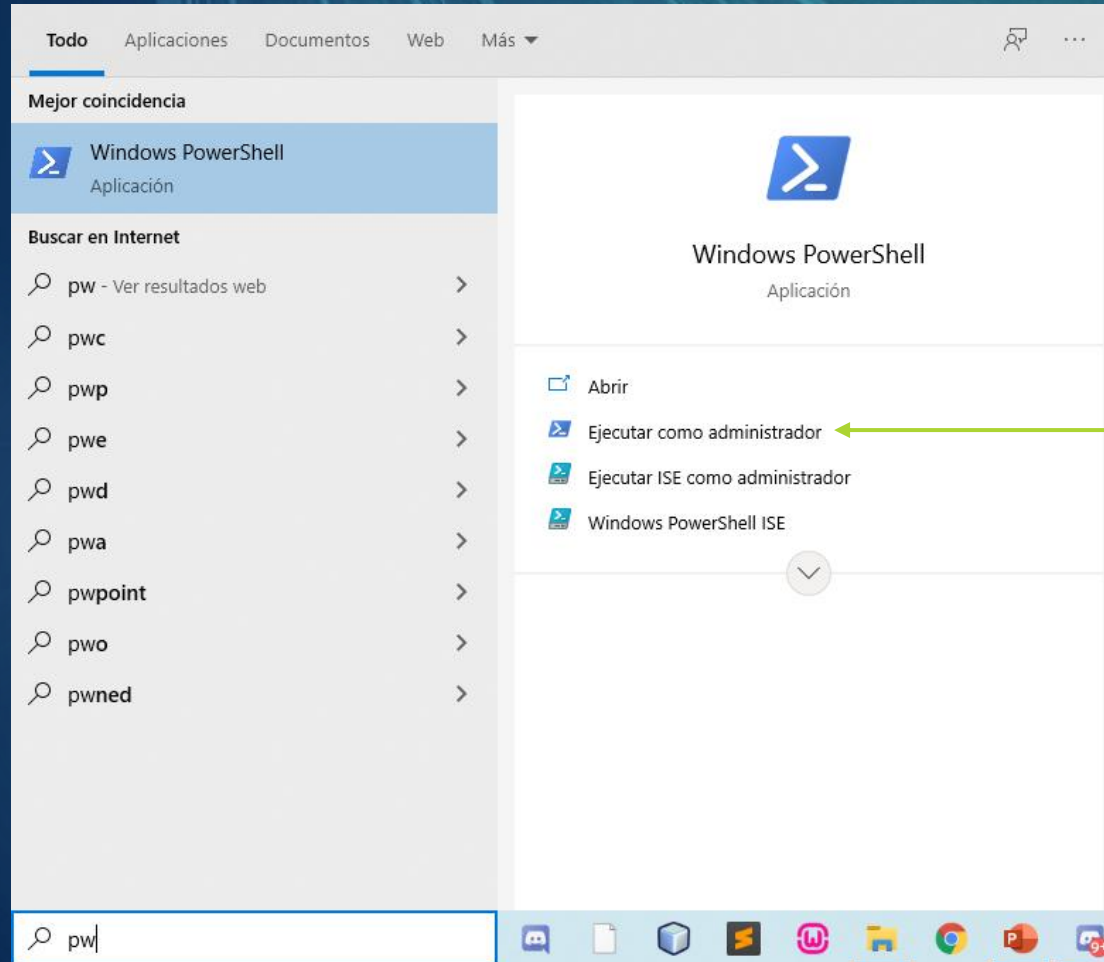 Todo Aplicaciones Documentos Web Más
Mejor coincidencia
Windows PowerShell
Aplicación
Buscar en Internet
pw - Ver resultados web
pwc
pwp
pwe
pwd
pwa
pwpoint
pwo
pwned
Windows PowerShell
Aplicación
Abrir
Ejecutar como administrador
Ejecutar ISE como administrador
Windows PowerShell ISE
pw
9+